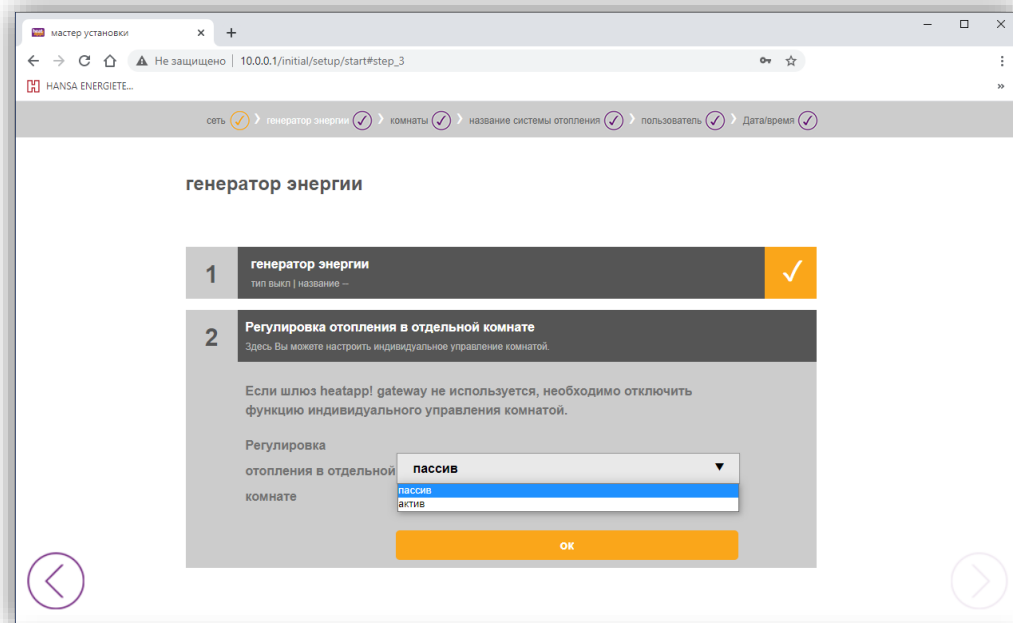 мастер установки
Не защищено | 10.0.0.1/initial/setup/start#step_3
HANSA ENERGIETE...
сеть генератор энергии комнаты название системы отопления пользователь Дата/время
генератор энергии
1
генератор энергии
тип выкл | название --
2
Регулировка отопления в отдельной комнате
Здесь Вы можете настроить индивидуальное управление комнатой.
Если шлюз heatapp! gateway не используется, необходимо отключить
функцию индивидуального управления комнатой.
Регулировка
отопления в отдельной
комнате
пассив
пассив
актив
ок